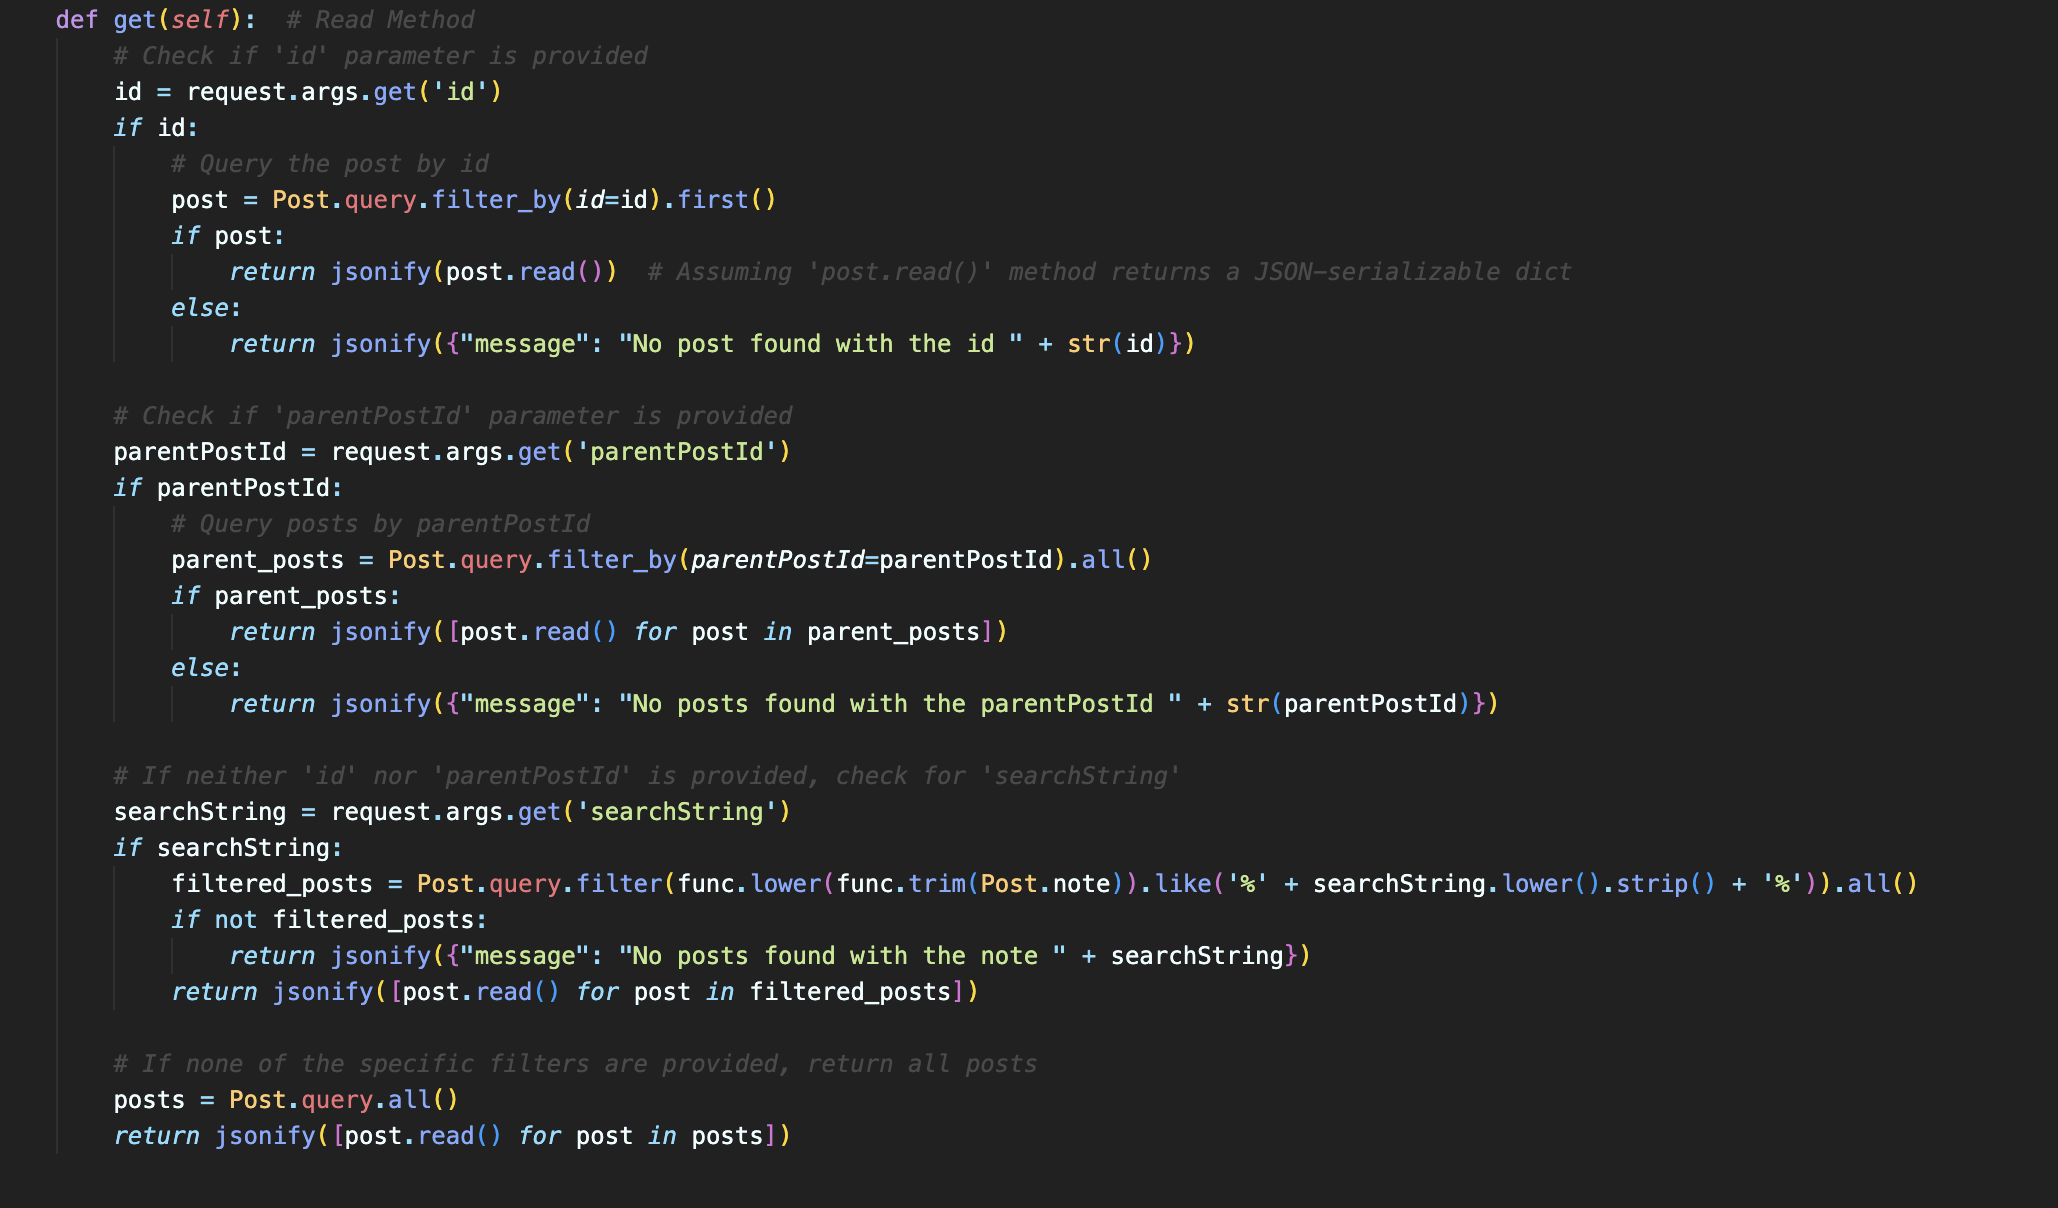 def get(self):  # Read Method
    # Check if 'id' parameter is provided
    id = request.args.get('id')
    if id:
        # Query the post by id
        post = Post.query.filter_by(id=id).first()
        if post:
            return jsonify(post.read())  # Assuming 'post.read()' method returns a JSON-serializable dict
        else:
            return jsonify({"message": "No post found with the id " + str(id)})

    # Check if 'parentPostId' parameter is provided
    parentPostId = request.args.get('parentPostId')
    if parentPostId:
        # Query posts by parentPostId
        parent_posts = Post.query.filter_by(parentPostId=parentPostId).all()
        if parent_posts:
            return jsonify([post.read() for post in parent_posts])
        else:
            return jsonify({"message": "No posts found with the parentPostId " + str(parentPostId)})

    # If neither 'id' nor 'parentPostId' is provided, check for 'searchString'
    searchString = request.args.get('searchString')
    if searchString:
        filtered_posts = Post.query.filter(func.lower(func.trim(Post.note)).like('%' + searchString.lower().strip() + '%')).all()
        if not filtered_posts:
            return jsonify({"message": "No posts found with the note " + searchString})
        return jsonify([post.read() for post in filtered_posts])

    # If none of the specific filters are provided, return all posts
    posts = Post.query.all()
    return jsonify([post.read() for post in posts])